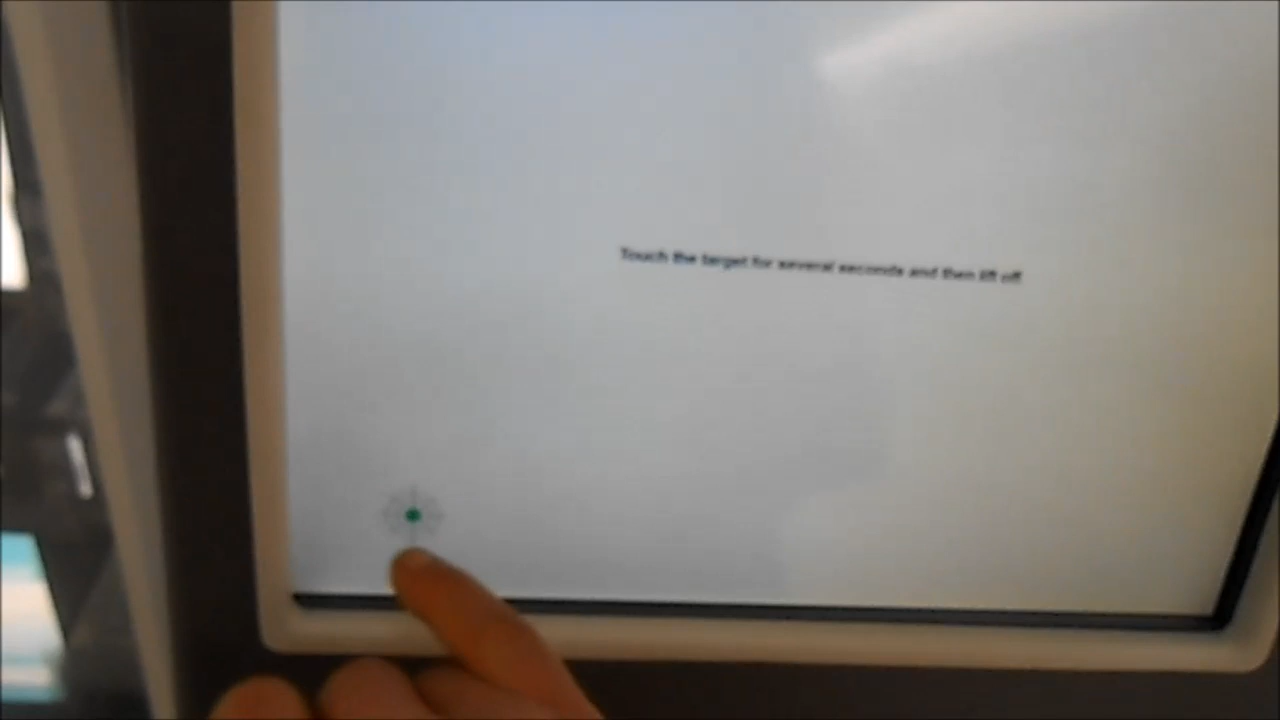 Touch the target for several seconds and then lift off.